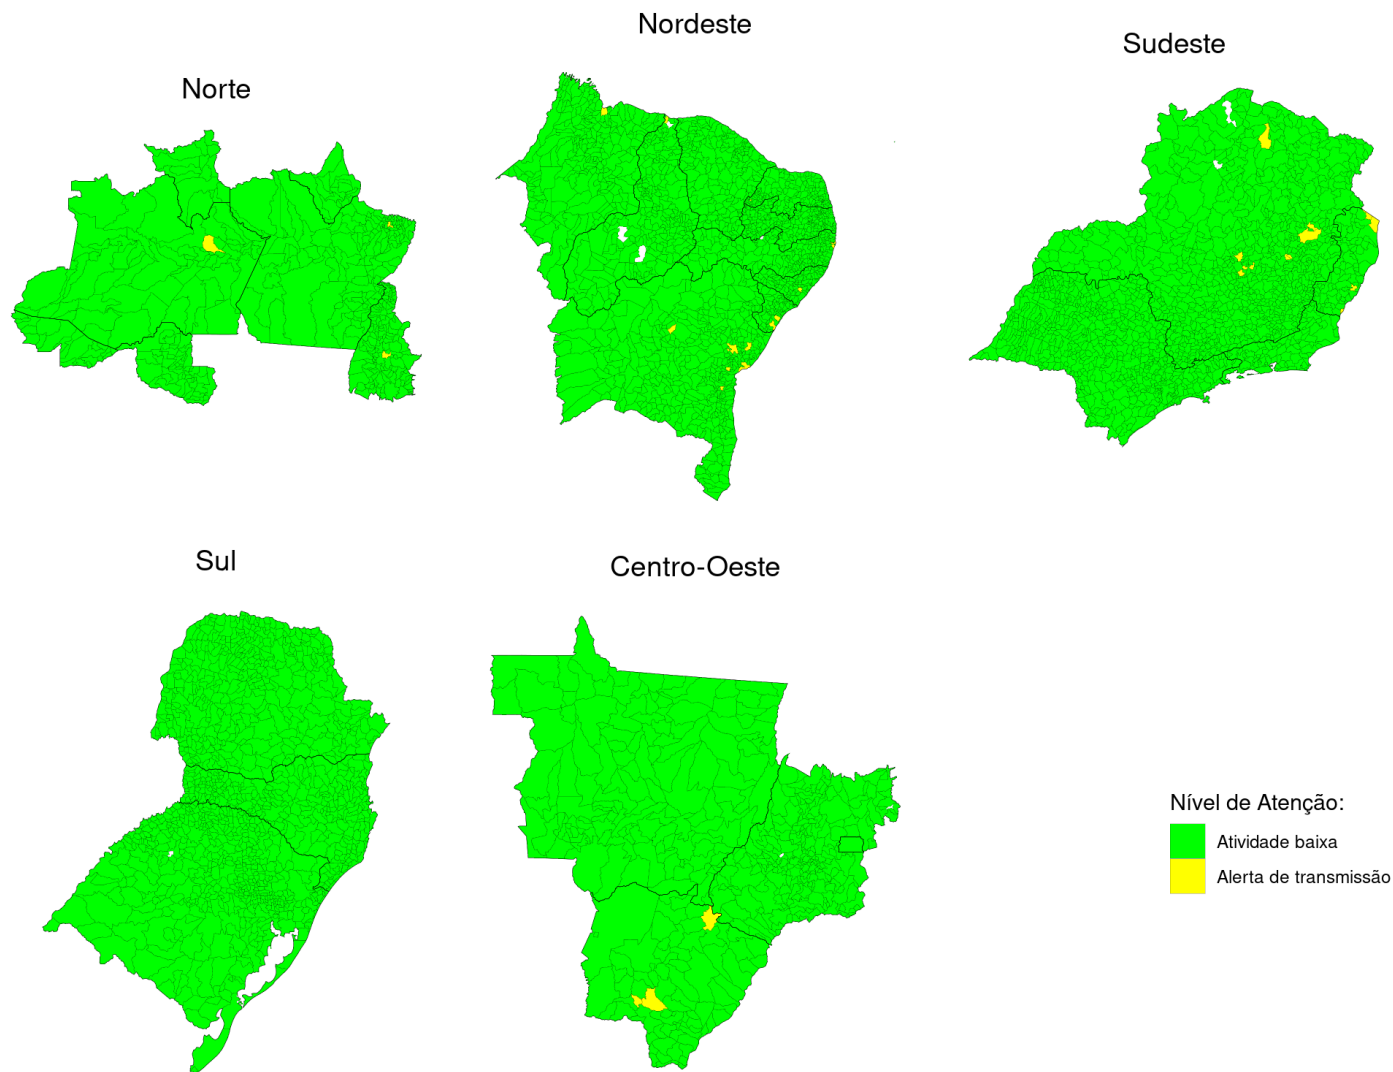 Nordeste
Sudeste
Norte
Sul
Centro-Oeste
Nível de Atenção:
Atividade baixa
Alerta de transmissão